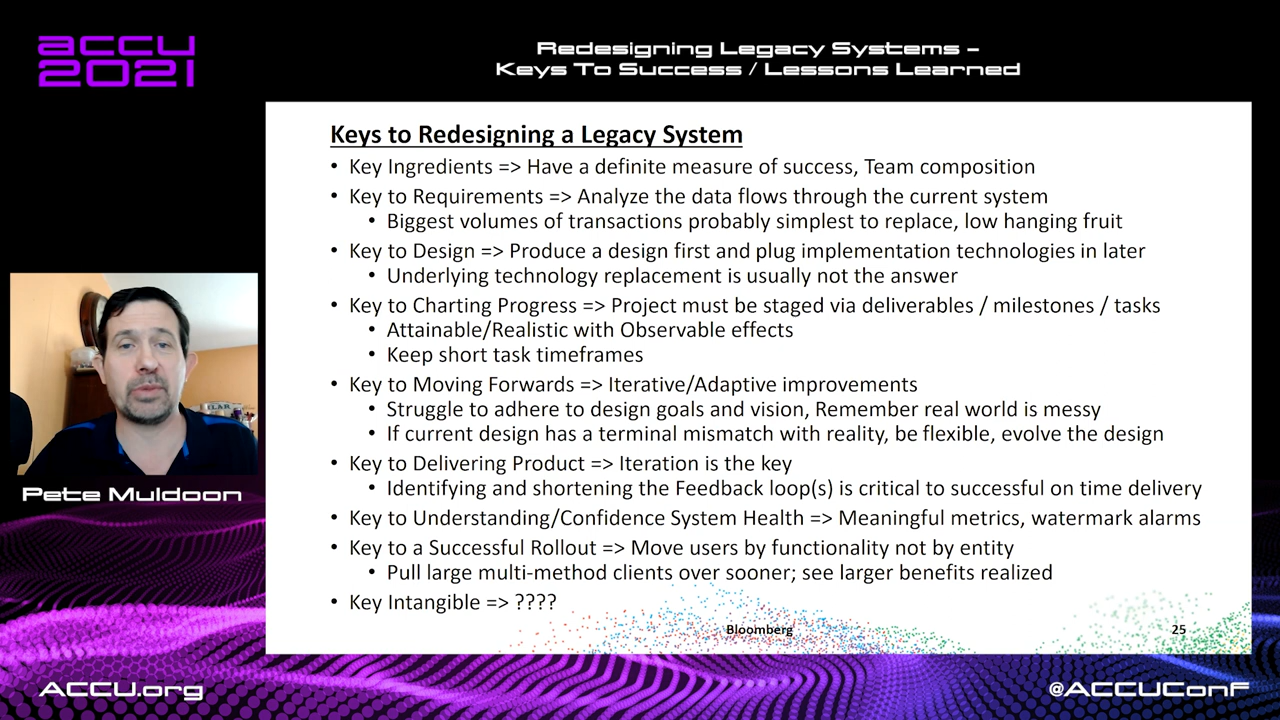 accu
2021
Redesigning Legacy Systems –
Keys To Success / Lessons Learned
Keys to Redesigning a Legacy System
• Key Ingredients => Have a definite measure of success, Team composition
• Key to Requirements => Analyze the data flows through the current system
• Biggest volumes of transactions probably simplest to replace, low hanging fruit
• Key to Design => Produce a design first and plug implementation technologies in later
• Underlying technology replacement is usually not the answer
• Key to Charting Progress => Project must be staged via deliverables / milestones / tasks
• Attainable/Realistic with Observable effects
• Keep short task timeframes
• Key to Moving Forwards => Iterative/Adaptive improvements
• Struggle to adhere to design goals and vision, Remember real world is messy
• If current design has a terminal mismatch with reality, be flexible, evolve the design
• Key to Delivering Product => Iteration is the key
• Identifying and shortening the Feedback loop(s) is critical to successful on time delivery
• Key to Understanding/Confidence System Health => Meaningful metrics, watermark alarms
• Key to a Successful Rollout => Move users by functionality not by entity
• Pull large multi-method clients over sooner; see larger benefits realized
• Key Intangible => ????
Bloomberg
25
Pete Muldoon
ACCU.org
@ACCUConf